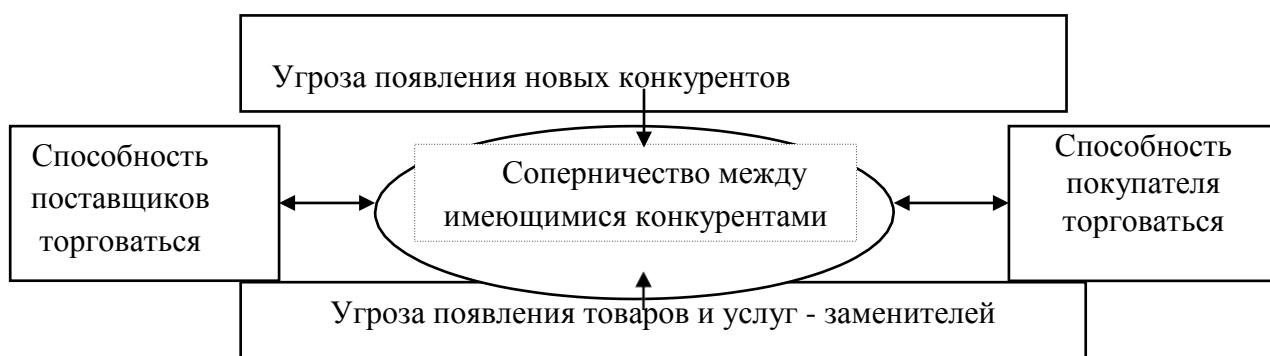 Угроза появления новых конкурентов
Способность
поставщиков
торговаться
Соперничество между
имеющимися конкурентами
Способность
покупателя
торговаться
Угроза появления товаров и услуг - заменителей